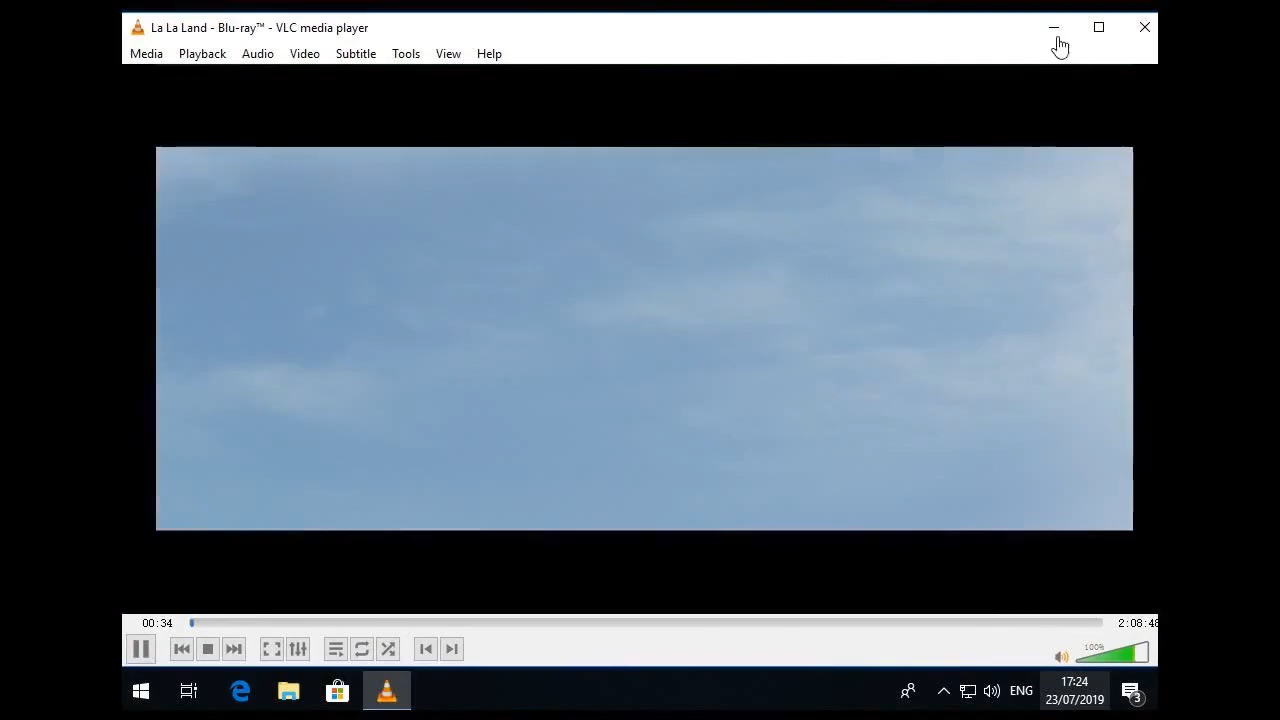 La La Land - Blu-ray™ - VLC media player
Media Playback Audio Video Subtitle Tools View Help
00:34
2:08:48
100%
ENG
17:24
23/07/2019
3